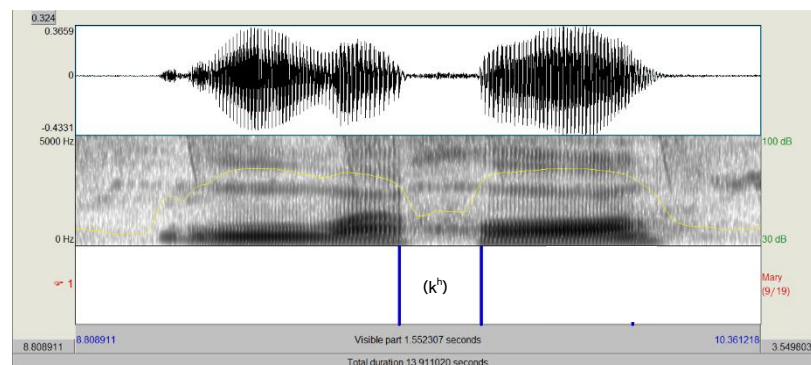 0.324
0.3659
0
-0.4331
5000 Hz
100 dB
0 Hz
30 dB
(kʰ)
☞ 1
Mary
(9/19)
8.808911
Visible part 1.552307 seconds
10.361218
8.808911
3.549803
Total duration 13.911020 seconds